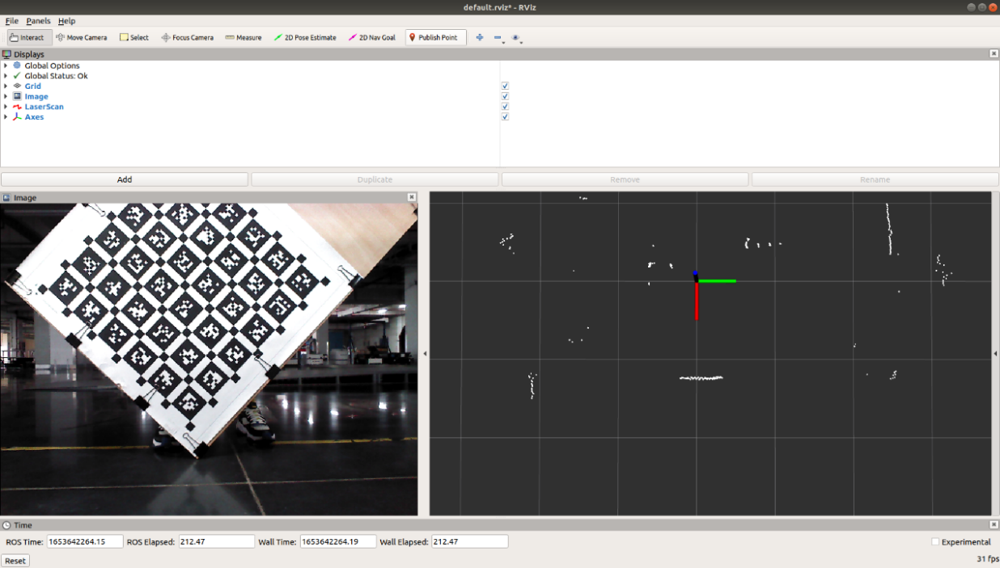 default.rviz* - RViz
File Panels Help
Interact Move Camera Select Focus Camera Measure 2D Pose Estimate 2D Nav Goal Publish Point
Displays
Global Options
Global Status: Ok
Grid
Image
LaserScan
Axes
Add Duplicate Remove Rename
Image
Time
ROS Time: 1653642264.15 ROS Elapsed: 212.47 Wall Time: 1653642264.19 Wall Elapsed: 212.47 Experimental
Reset 31 fps